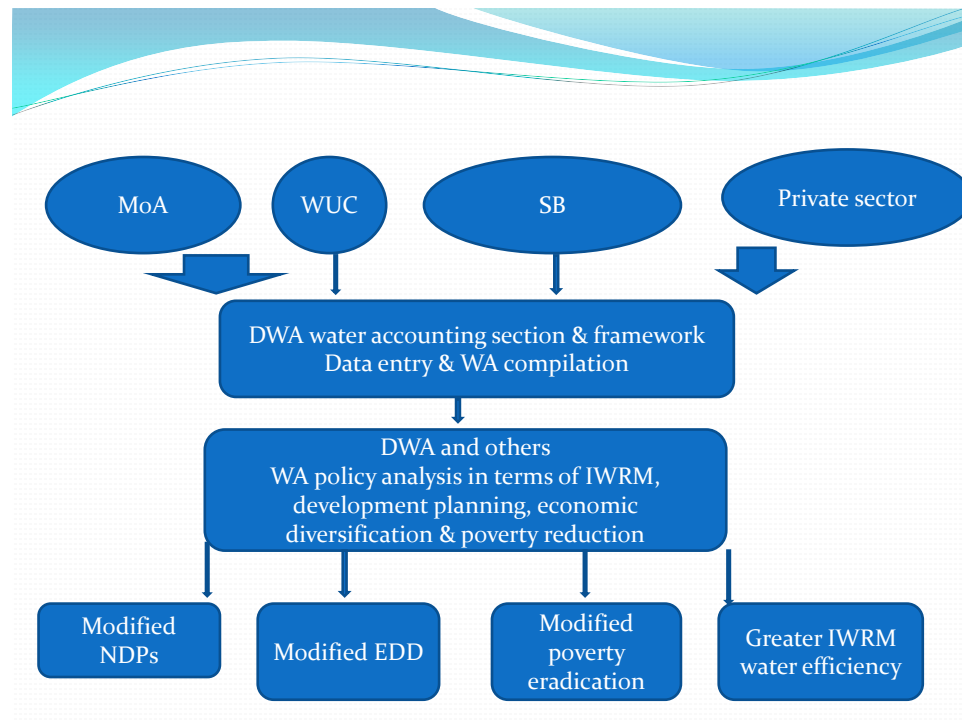 MoA
WUC
SB
Private sector
DWA water accounting section & framework
Data entry & WA compilation
DWA and others
WA policy analysis in terms of IWRM,
development planning, economic
diversification & poverty reduction
Modified
NDPs
Modified EDD
Modified
poverty
eradication
Greater IWRM
water efficiency